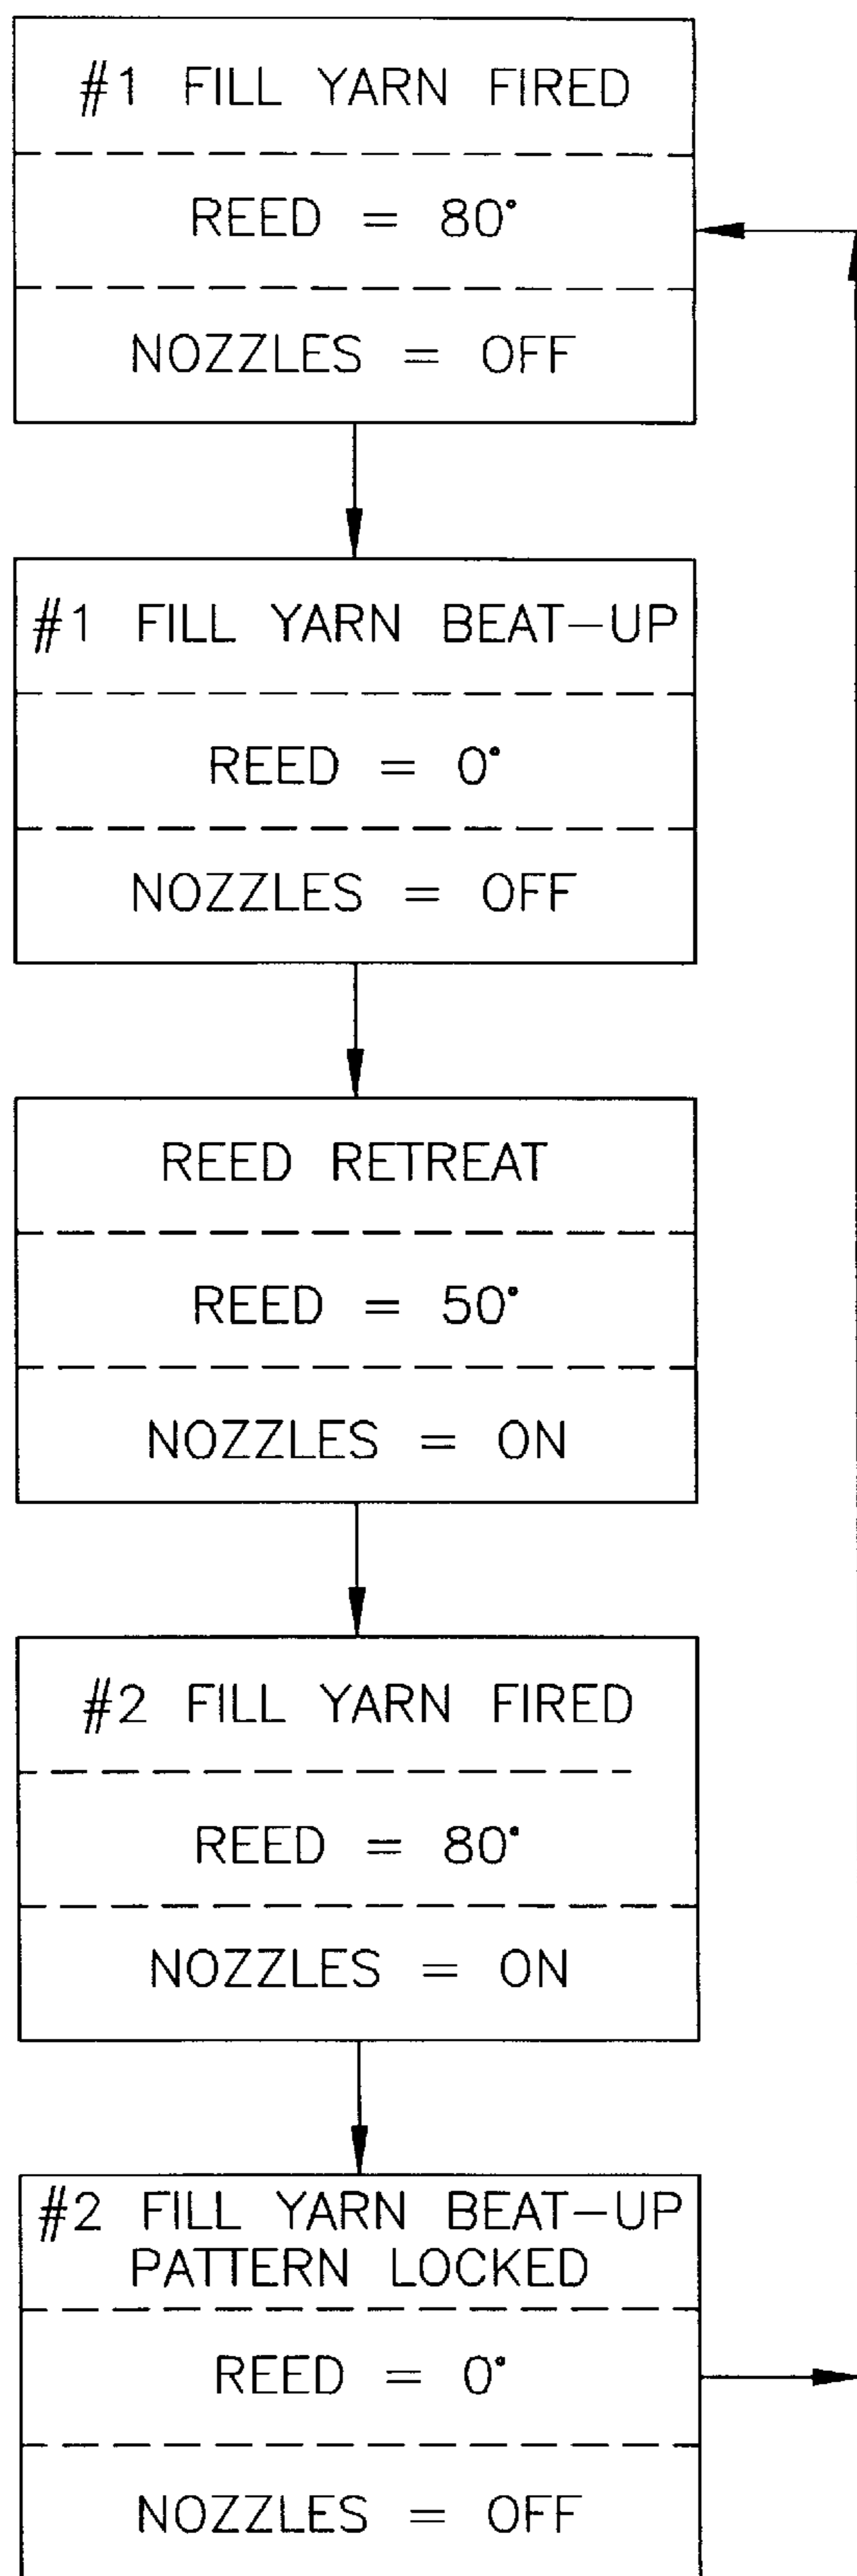 #1 FILL YARN FIRED
REED = 80°
NOZZLES = OFF
#1 FILL YARN BEAT-UP
REED = 0°
NOZZLES = OFF
REED RETREAT
REED = 50°
NOZZLES = ON
#2 FILL YARN FIRED
REED = 80°
NOZZLES = ON
#2 FILL YARN BEAT-UP
PATTERN LOCKED
REED = 0°
NOZZLES = OFF